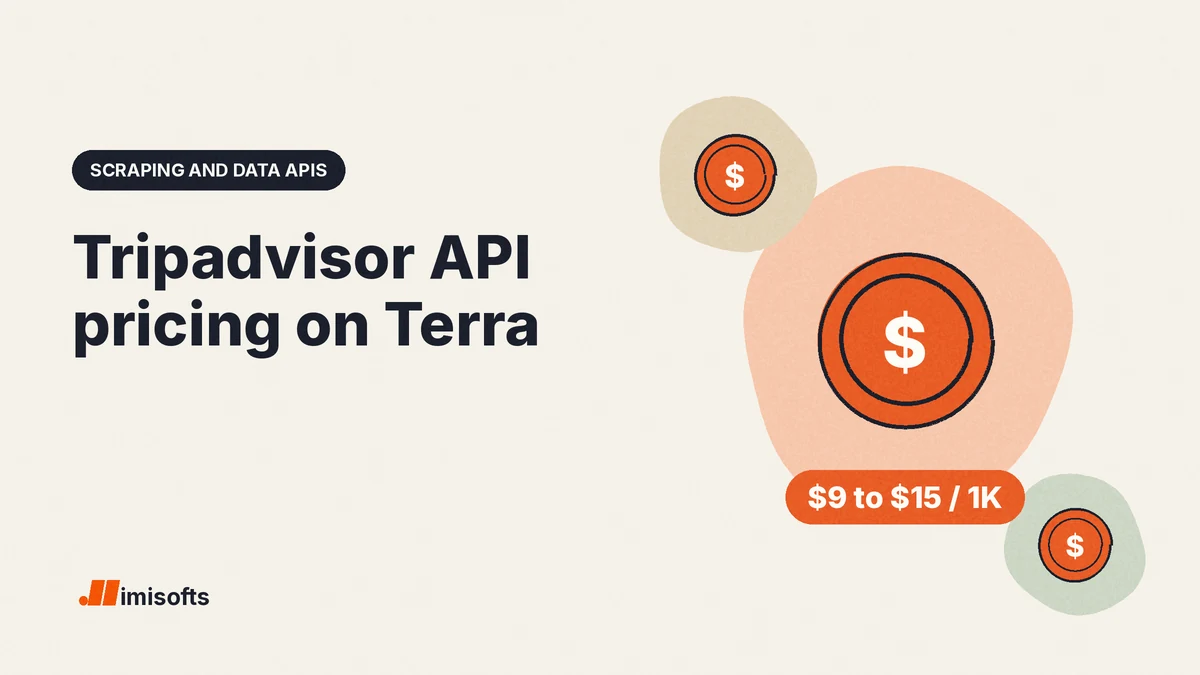 SCRAPING AND DATA APIS
Tripadvisor API
pricing on Terra
$
$
$9 to $15 / 1K
$
imisofts